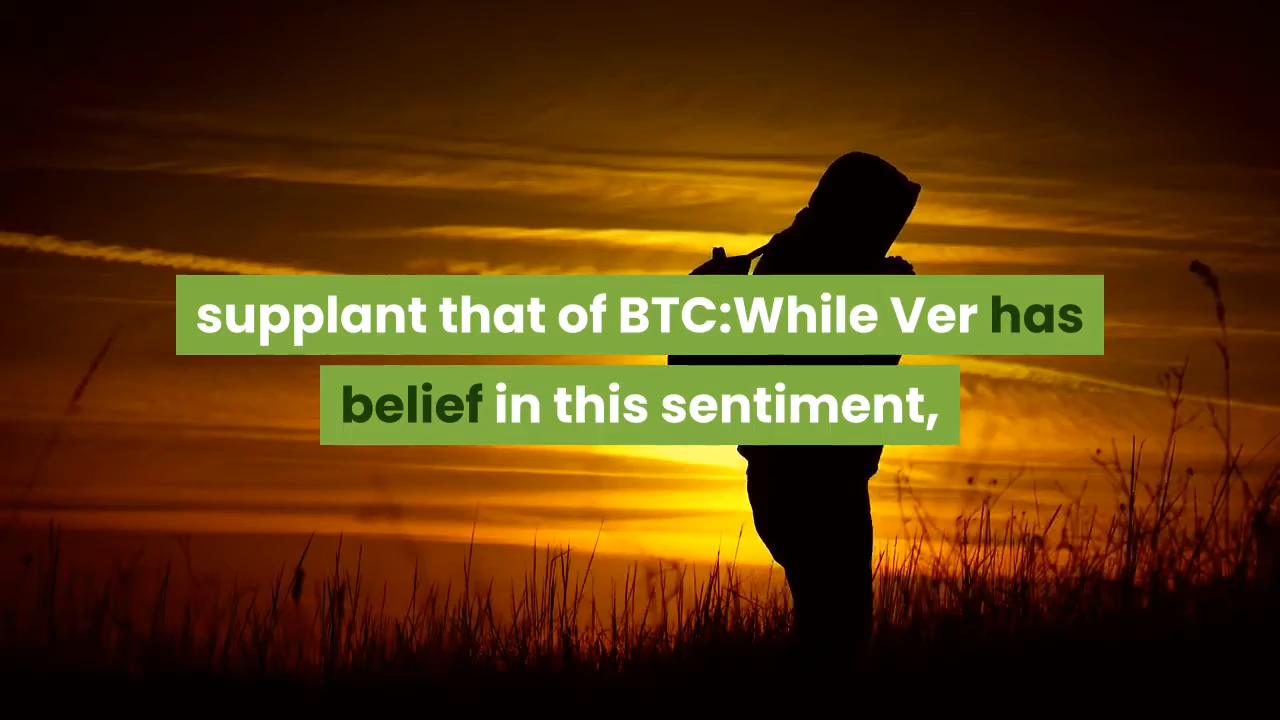 supplant that of BTC:While Ver has
belief in this sentiment,